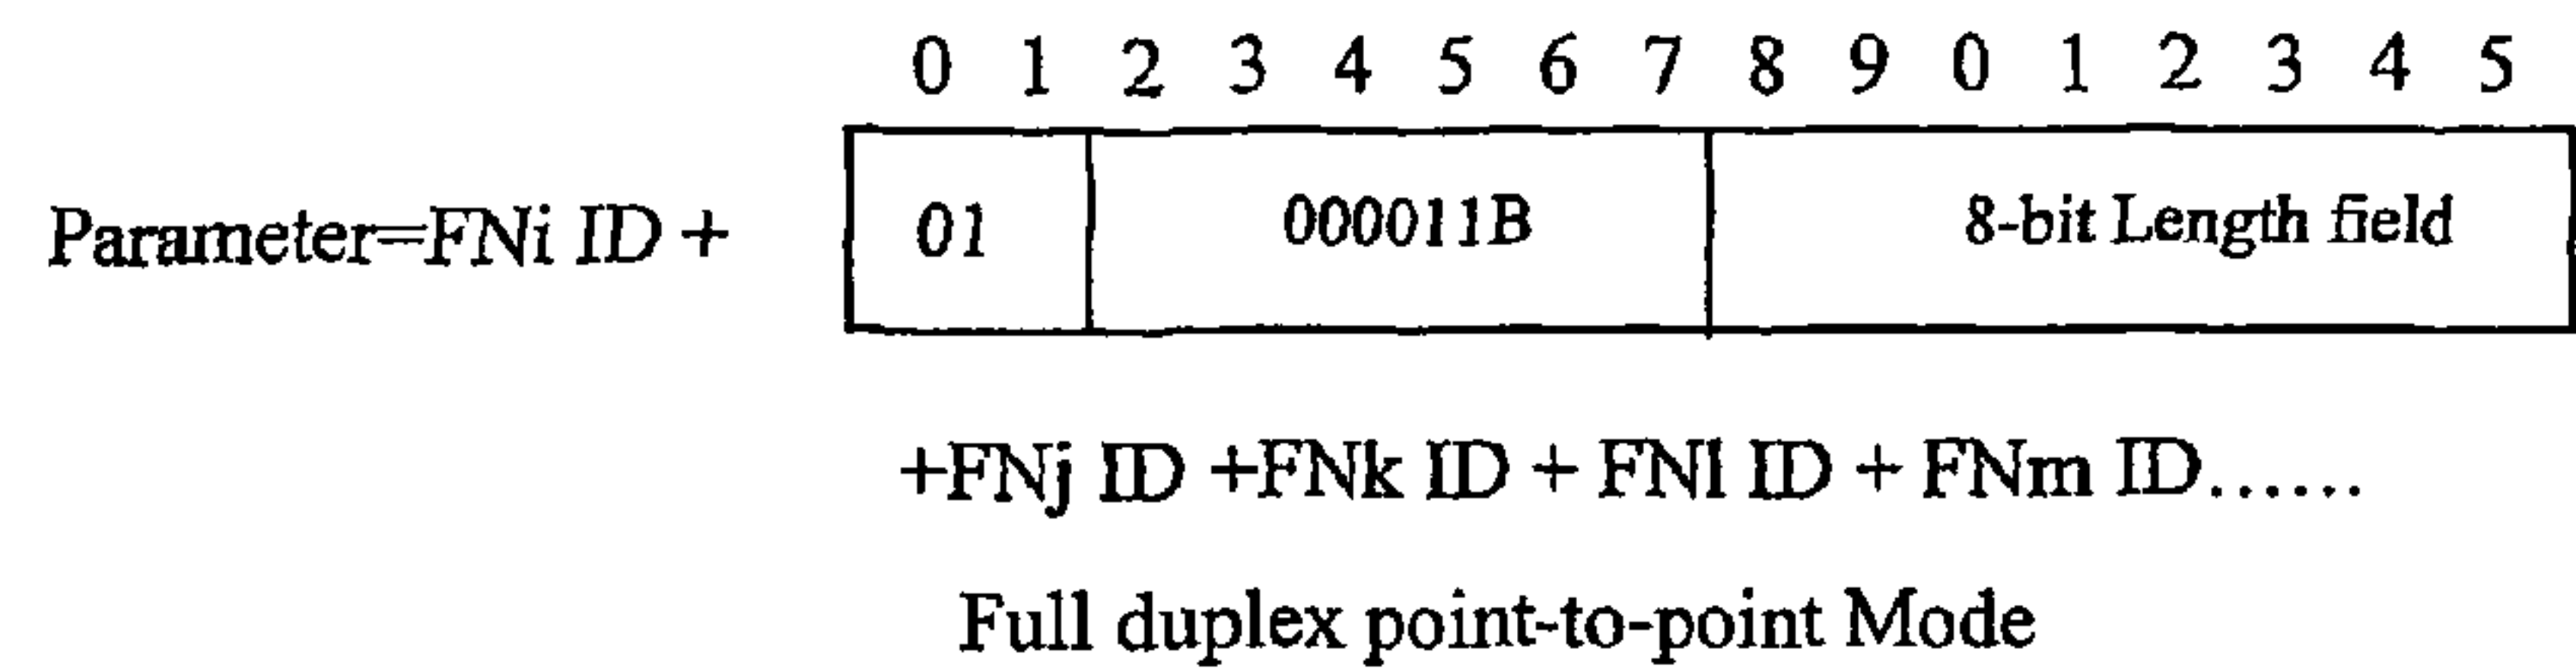 0 1 2 3 4 5 6 7 8 9 0 1 2 3 4 5
Parameter=FNi ID + 01 000011B 8-bit Length field
+FNj ID +FNk ID + FNl ID + FNm ID......
Full duplex point-to-point Mode